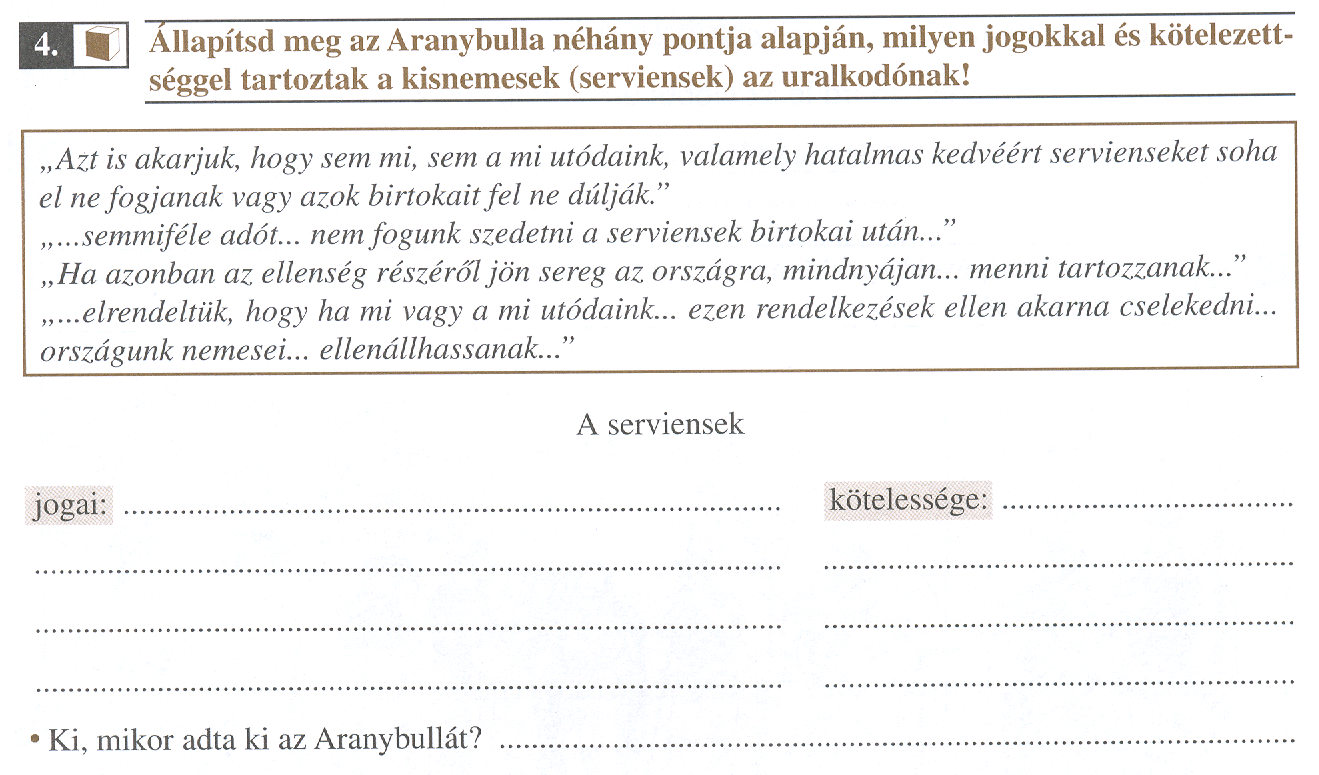 4.
Állapítsd meg az Aranybulla néhány pontja alapján, milyen jogokkal és kötelezett-
séggel tartoztak a kisnemesek (serviensek) az uralkodónak!
„Azt is akarjuk, hogy sem mi, sem a mi utódaink, valamely hatalmas kedvéért servienseket soha
el ne fogjanak vagy azok birtokait fel ne dúlják.”
„...semmiféle adót... nem fogunk szedetni a serviensek birtokai után...”
„Ha azonban az ellenség részéről jön sereg az országra, mindnyájan... menni tartozzanak...”
„...elrendeltük, hogy ha mi vagy a mi utódaink... ezen rendelkezések ellen akarna cselekedni...
országunk nemesei... ellenállhassanak...”
A serviensek
jogai: ..........
kötelessége: ..........
• Ki, mikor adta ki az Aranybullát? ..........